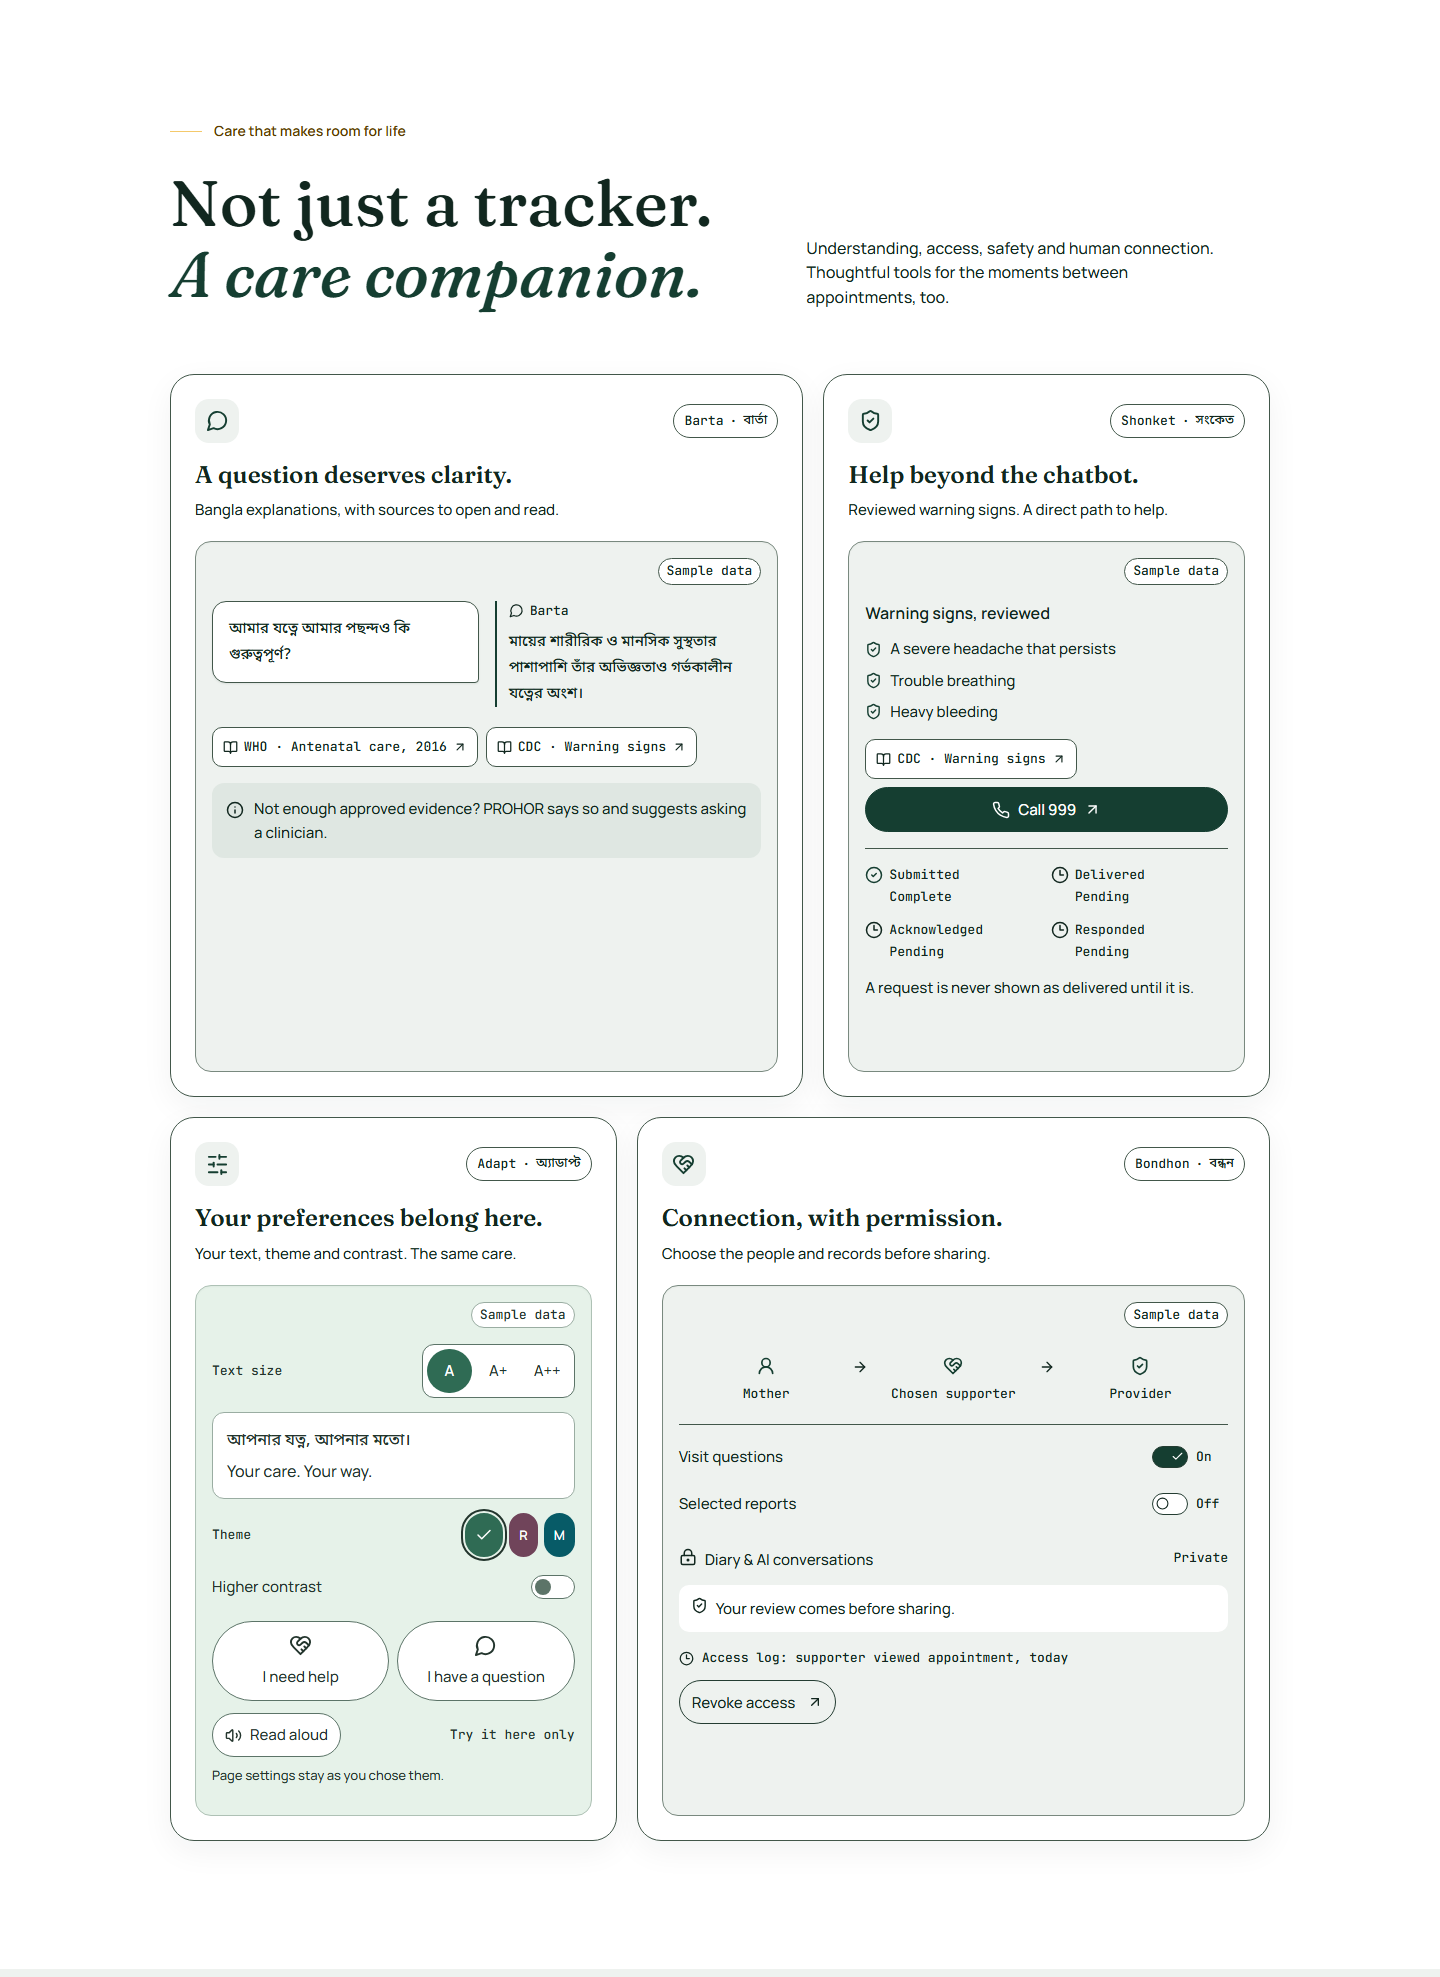 Care that makes room for life
Not just a tracker.
A care companion.
Understanding, access, safety and human connection.
Thoughtful tools for the moments between
appointments, too.
Barta · বার্তা
A question deserves clarity.
Bangla explanations, with sources to open and read.
Sample data
আমার যত্নে আমার পছন্দও কি
গুরুত্বপূর্ণ?
Barta
মায়ের শারীরিক ও মানসিক সুস্থতার
পাশাপাশি তাঁর অভিজ্ঞতাও গর্ভকালীন
যত্নের অংশ।
WHO · Antenatal care, 2016
CDC · Warning signs
Not enough approved evidence? PROHOR says so and suggests asking
a clinician.
Shonket · সংকেত
Help beyond the chatbot.
Reviewed warning signs. A direct path to help.
Sample data
Warning signs, reviewed
A severe headache that persists
Trouble breathing
Heavy bleeding
CDC · Warning signs
Call 999
Submitted
Complete
Delivered
Pending
Acknowledged
Pending
Responded
Pending
A request is never shown as delivered until it is.
Adapt · অ্যাডাপ্ট
Your preferences belong here.
Your text, theme and contrast. The same care.
Sample data
Text size
A A+ A++
আপনার যত্ন, আপনার মতো।
Your care. Your way.
Theme
R M
Higher contrast
I need help
I have a question
Read aloud
Try it here only
Page settings stay as you chose them.
Bondhon · বন্ধন
Connection, with permission.
Choose the people and records before sharing.
Sample data
Mother
Chosen supporter
Provider
Visit questions
On
Selected reports
Off
Diary & AI conversations
Private
Your review comes before sharing.
Access log: supporter viewed appointment, today
Revoke access